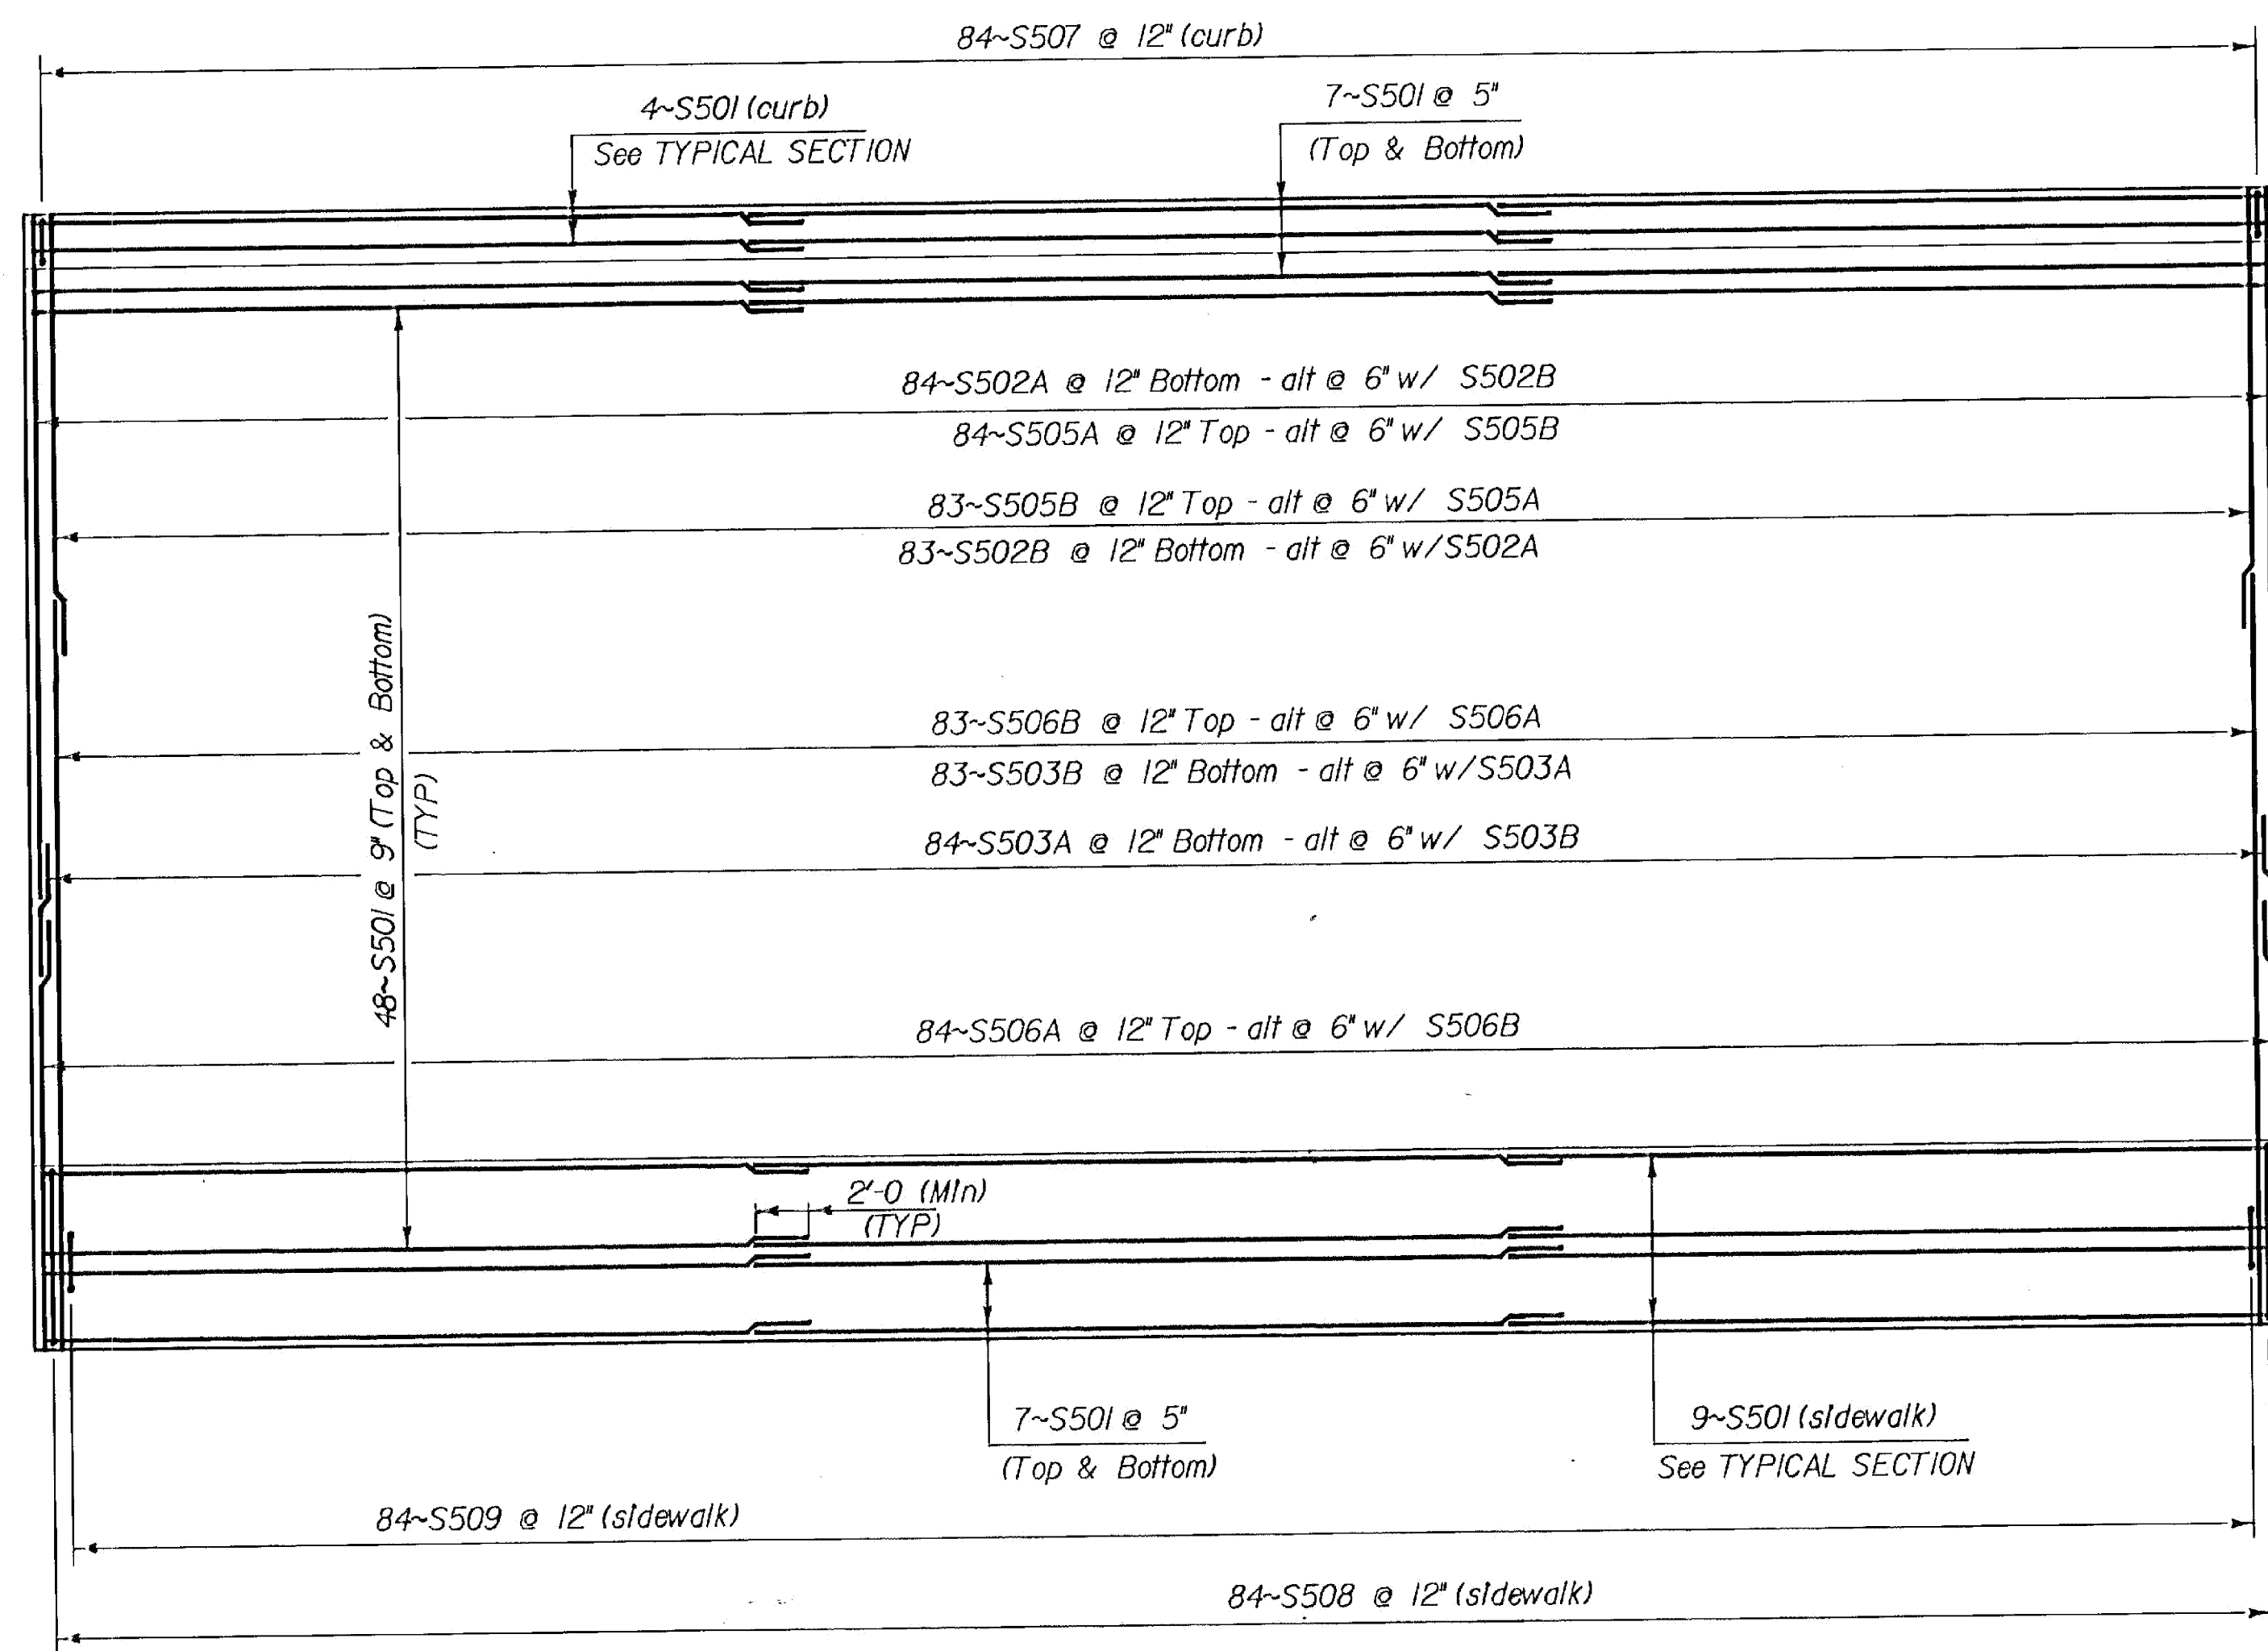 84~S507 @ 12" (curb)
4~S501 (curb)
See TYPICAL SECTION
7~S501 @ 5"
(Top & Bottom)
84~S502A @ 12" Bottom - alt @ 6" w/ S502B
84~S505A @ 12" Top - alt @ 6" w/ S505B
83~S505B @ 12" Top - alt @ 6" w/ S505A
83~S502B @ 12" Bottom - alt @ 6" w/S502A
48~S501 @ 9" (Top & Bottom)
(TYP)
83~S506B @ 12" Top - alt @ 6" w/ S506A
83~S503B @ 12" Bottom - alt @ 6" w/S503A
84~S503A @ 12" Bottom - alt @ 6" w/ S503B
84~S506A @ 12" Top - alt @ 6" w/ S506B
2'-0 (Min)
(TYP)
7~S501 @ 5"
(Top & Bottom)
9~S501 (sidewalk)
See TYPICAL SECTION
84~S509 @ 12" (sidewalk)
84~S508 @ 12" (sidewalk)